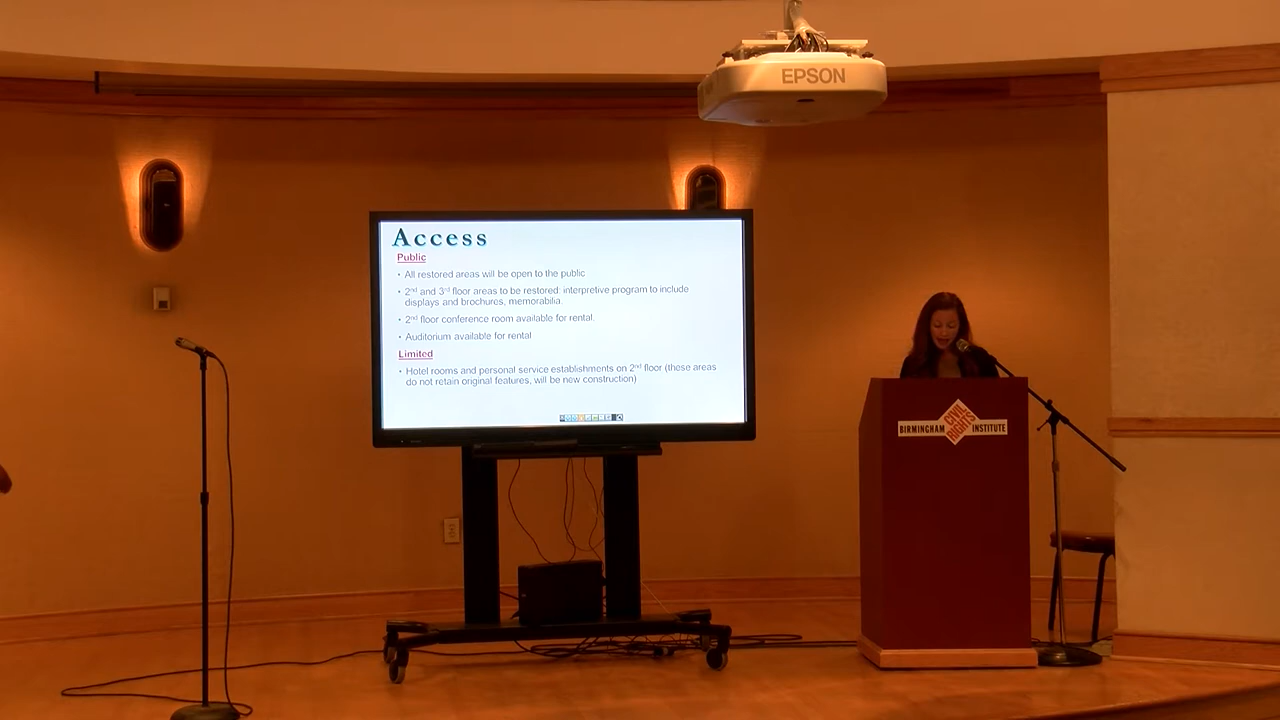 EPSON
Access
Public
• All restored areas will be open to the public
• 2nd and 3rd floor areas to be restored: interpretive program to include
displays and brochures, memorabilia.
• 2nd floor conference room available for rental.
• Auditorium available for rental
Limited
• Hotel rooms and personal service establishments on 2nd floor (these areas
do not retain original features, will be new construction)
BIRMINGHAM CIVIL RIGHTS INSTITUTE